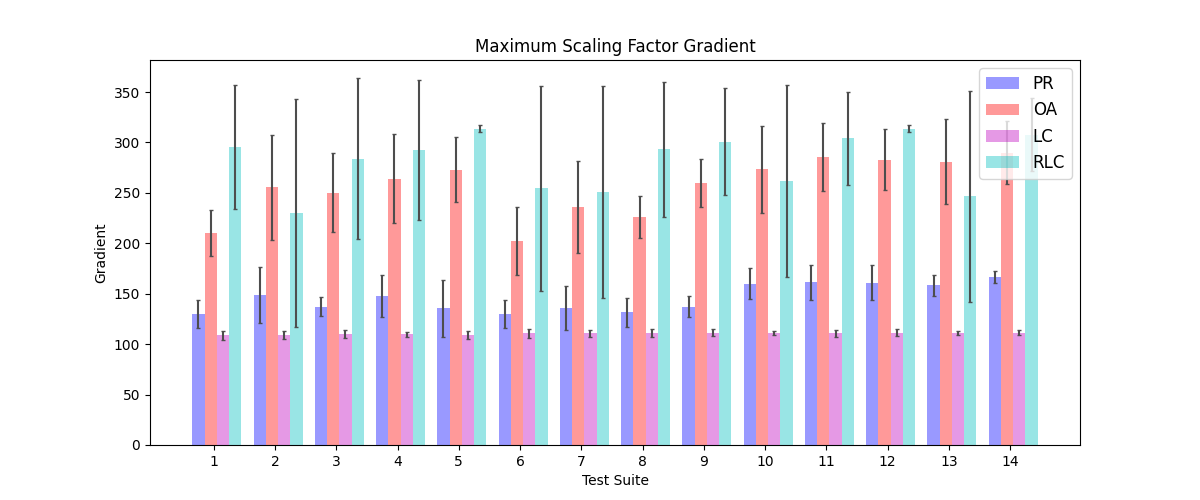 Maximum Scaling Factor Gradient
PR
OA
LC
RLC
350
300
250
200
150
100
50
0
Gradient
1 2 3 4 5 6 7 8 9 10 11 12 13 14
Test Suite